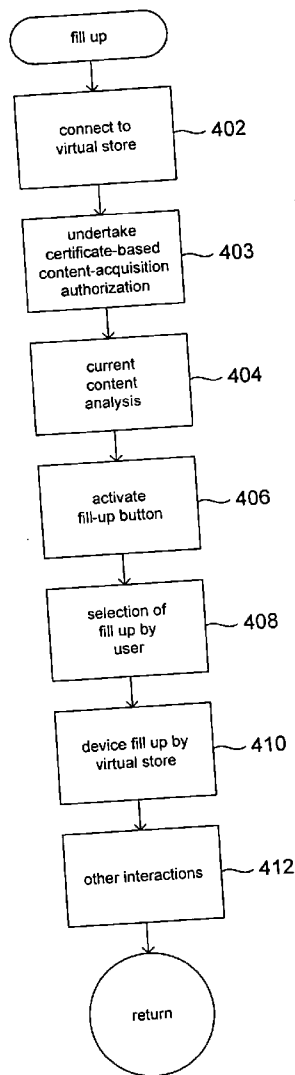 fill up
connect to
virtual store
402
undertake
certificate-based
content-acquisition
authorization
403
current
content
analysis
404
activate
fill-up button
406
selection of
fill up by
user
408
device fill up by
virtual store
410
other interactions
412
return